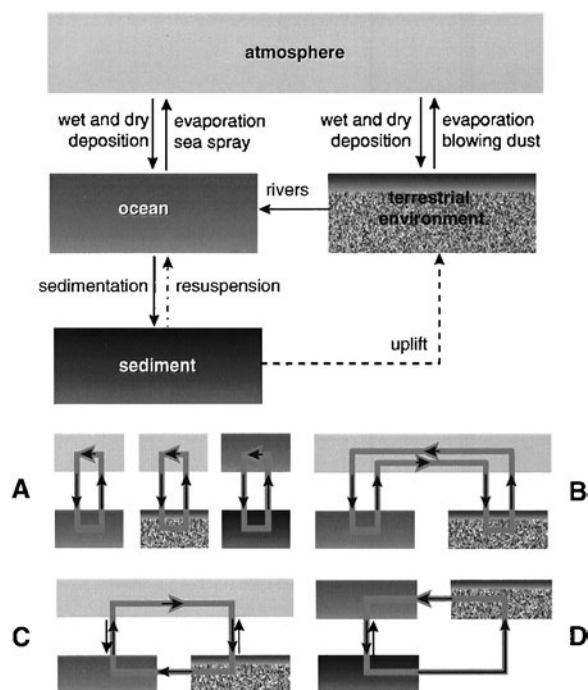 atmosphere
wet and dry
deposition
evaporation
sea spray
wet and dry
deposition
evaporation
blowing dust
ocean
rivers
terrestrial
environment
sedimentation
resuspension
sediment
uplift
A
B
C
D